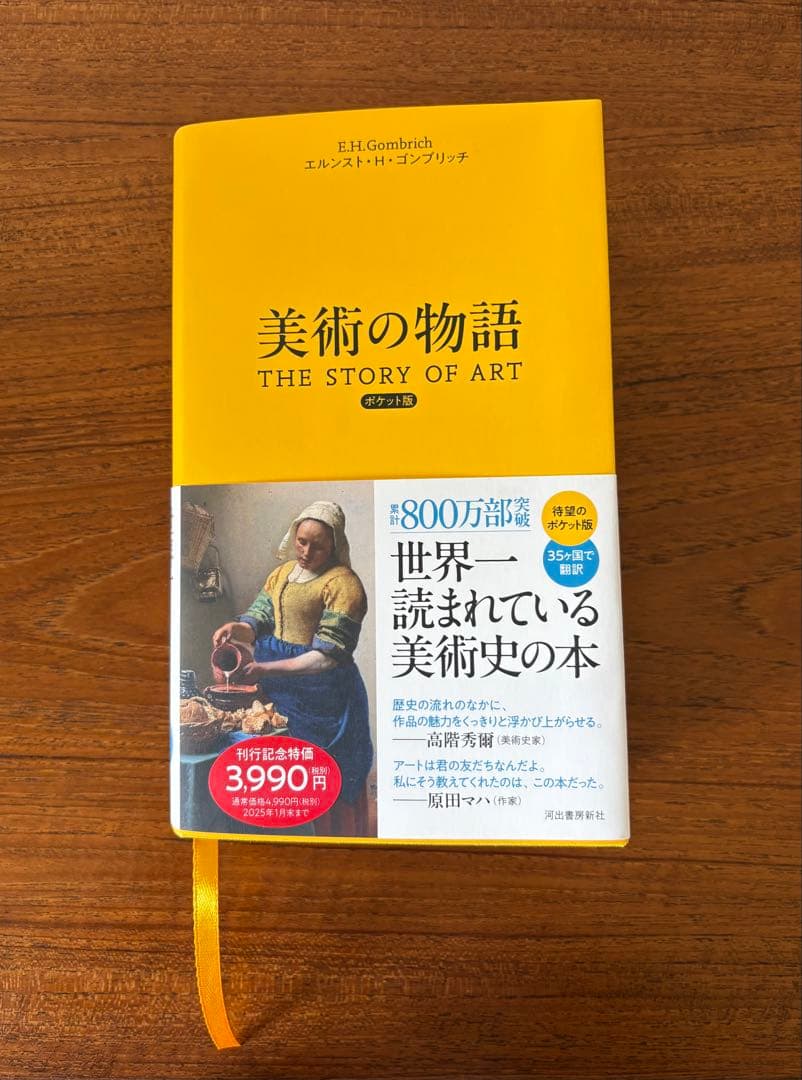 E.H.Gombrich
エルンスト・H・ゴンブリッチ
美術の物語
THE STORY OF ART
ポケット版
累計800万部突破
待望の
ポケット版
35ヶ国で
翻訳
世界一
読まれている
美術史の本
歴史の流れのなかに、
作品の魅力をくっきりと浮かび上がらせる。
——高階秀爾(美術史家)
アートは君の友だちなんだよ。
私にそう教えてくれたのは、この本だった。
——原田マハ(作家)
刊行記念特価
3,990円(税別)
通常価格4,990円(税別)
2025年1月末まで
河出書房新社